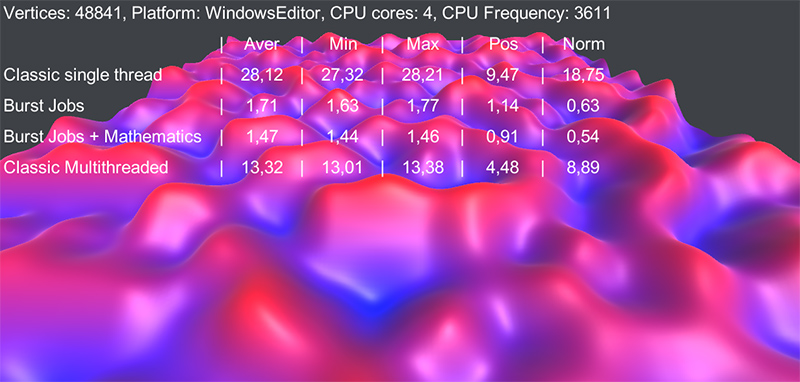 Vertices: 48841, Platform: WindowsEditor, CPU cores: 4, CPU Frequency: 3611
| Aver | Min | Max | Pos | Norm
Classic single thread | 28,12 | 27,32 | 28,21 | 9,47 | 18,75
Burst Jobs | 1,71 | 1,63 | 1,77 | 1,14 | 0,63
Burst Jobs + Mathematics | 1,47 | 1,44 | 1,46 | 0,91 | 0,54
Classic Multithreaded | 13,32 | 13,01 | 13,38 | 4,48 | 8,89